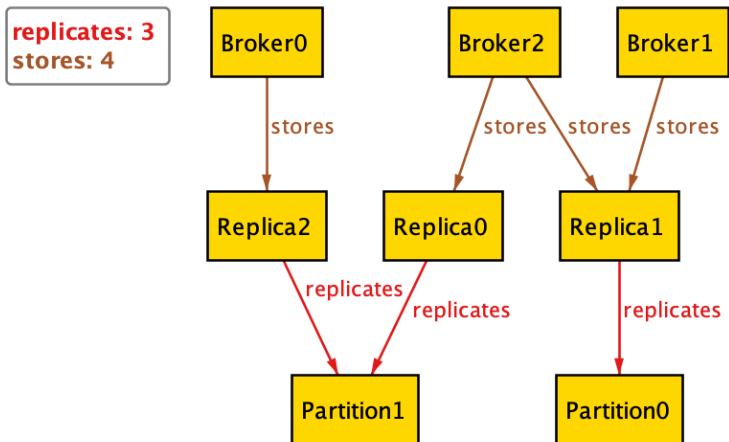 replicates: 3
stores: 4
Broker0
Broker2
Broker1
stores
stores
stores
stores
Replica2
Replica0
Replica1
replicates
replicates
replicates
Partition1
Partition0